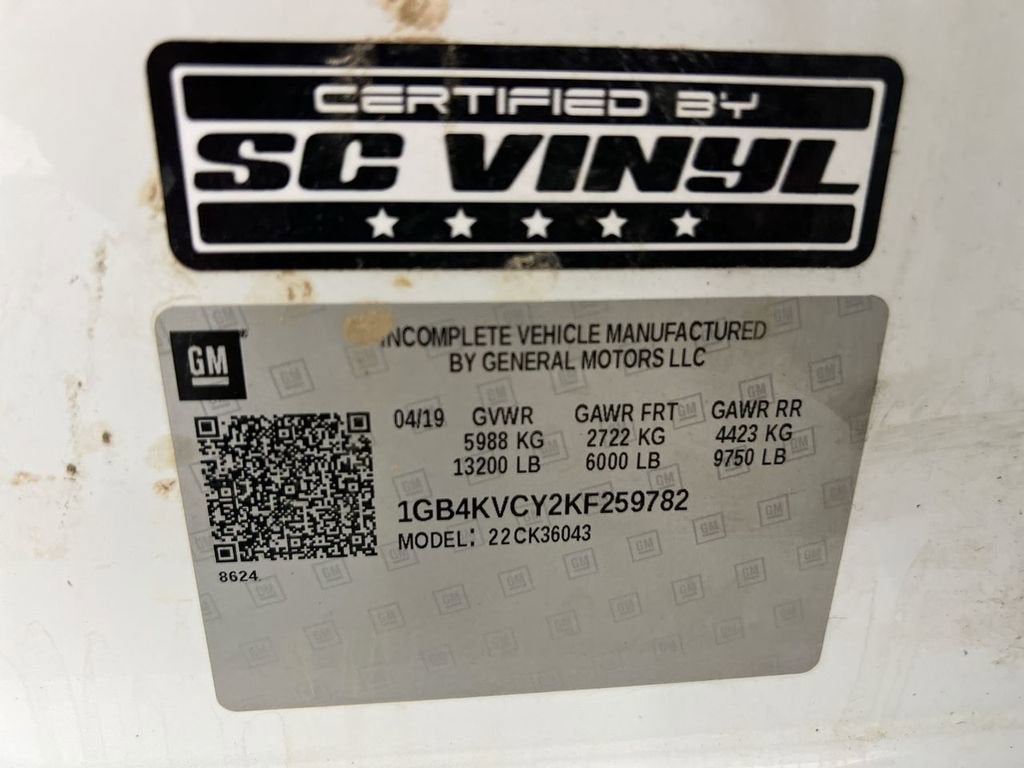 CERTIFIED BY
SC VINYL
GM
INCOMPLETE VEHICLE MANUFACTURED
BY GENERAL MOTORS LLC
04/19 GVWR GAWR FRT GAWR RR
5988 KG 2722 KG 4423 KG
13200 LB 6000 LB 9750 LB
1GB4KVCY2KF259782
MODEL: 22CK36043
8624